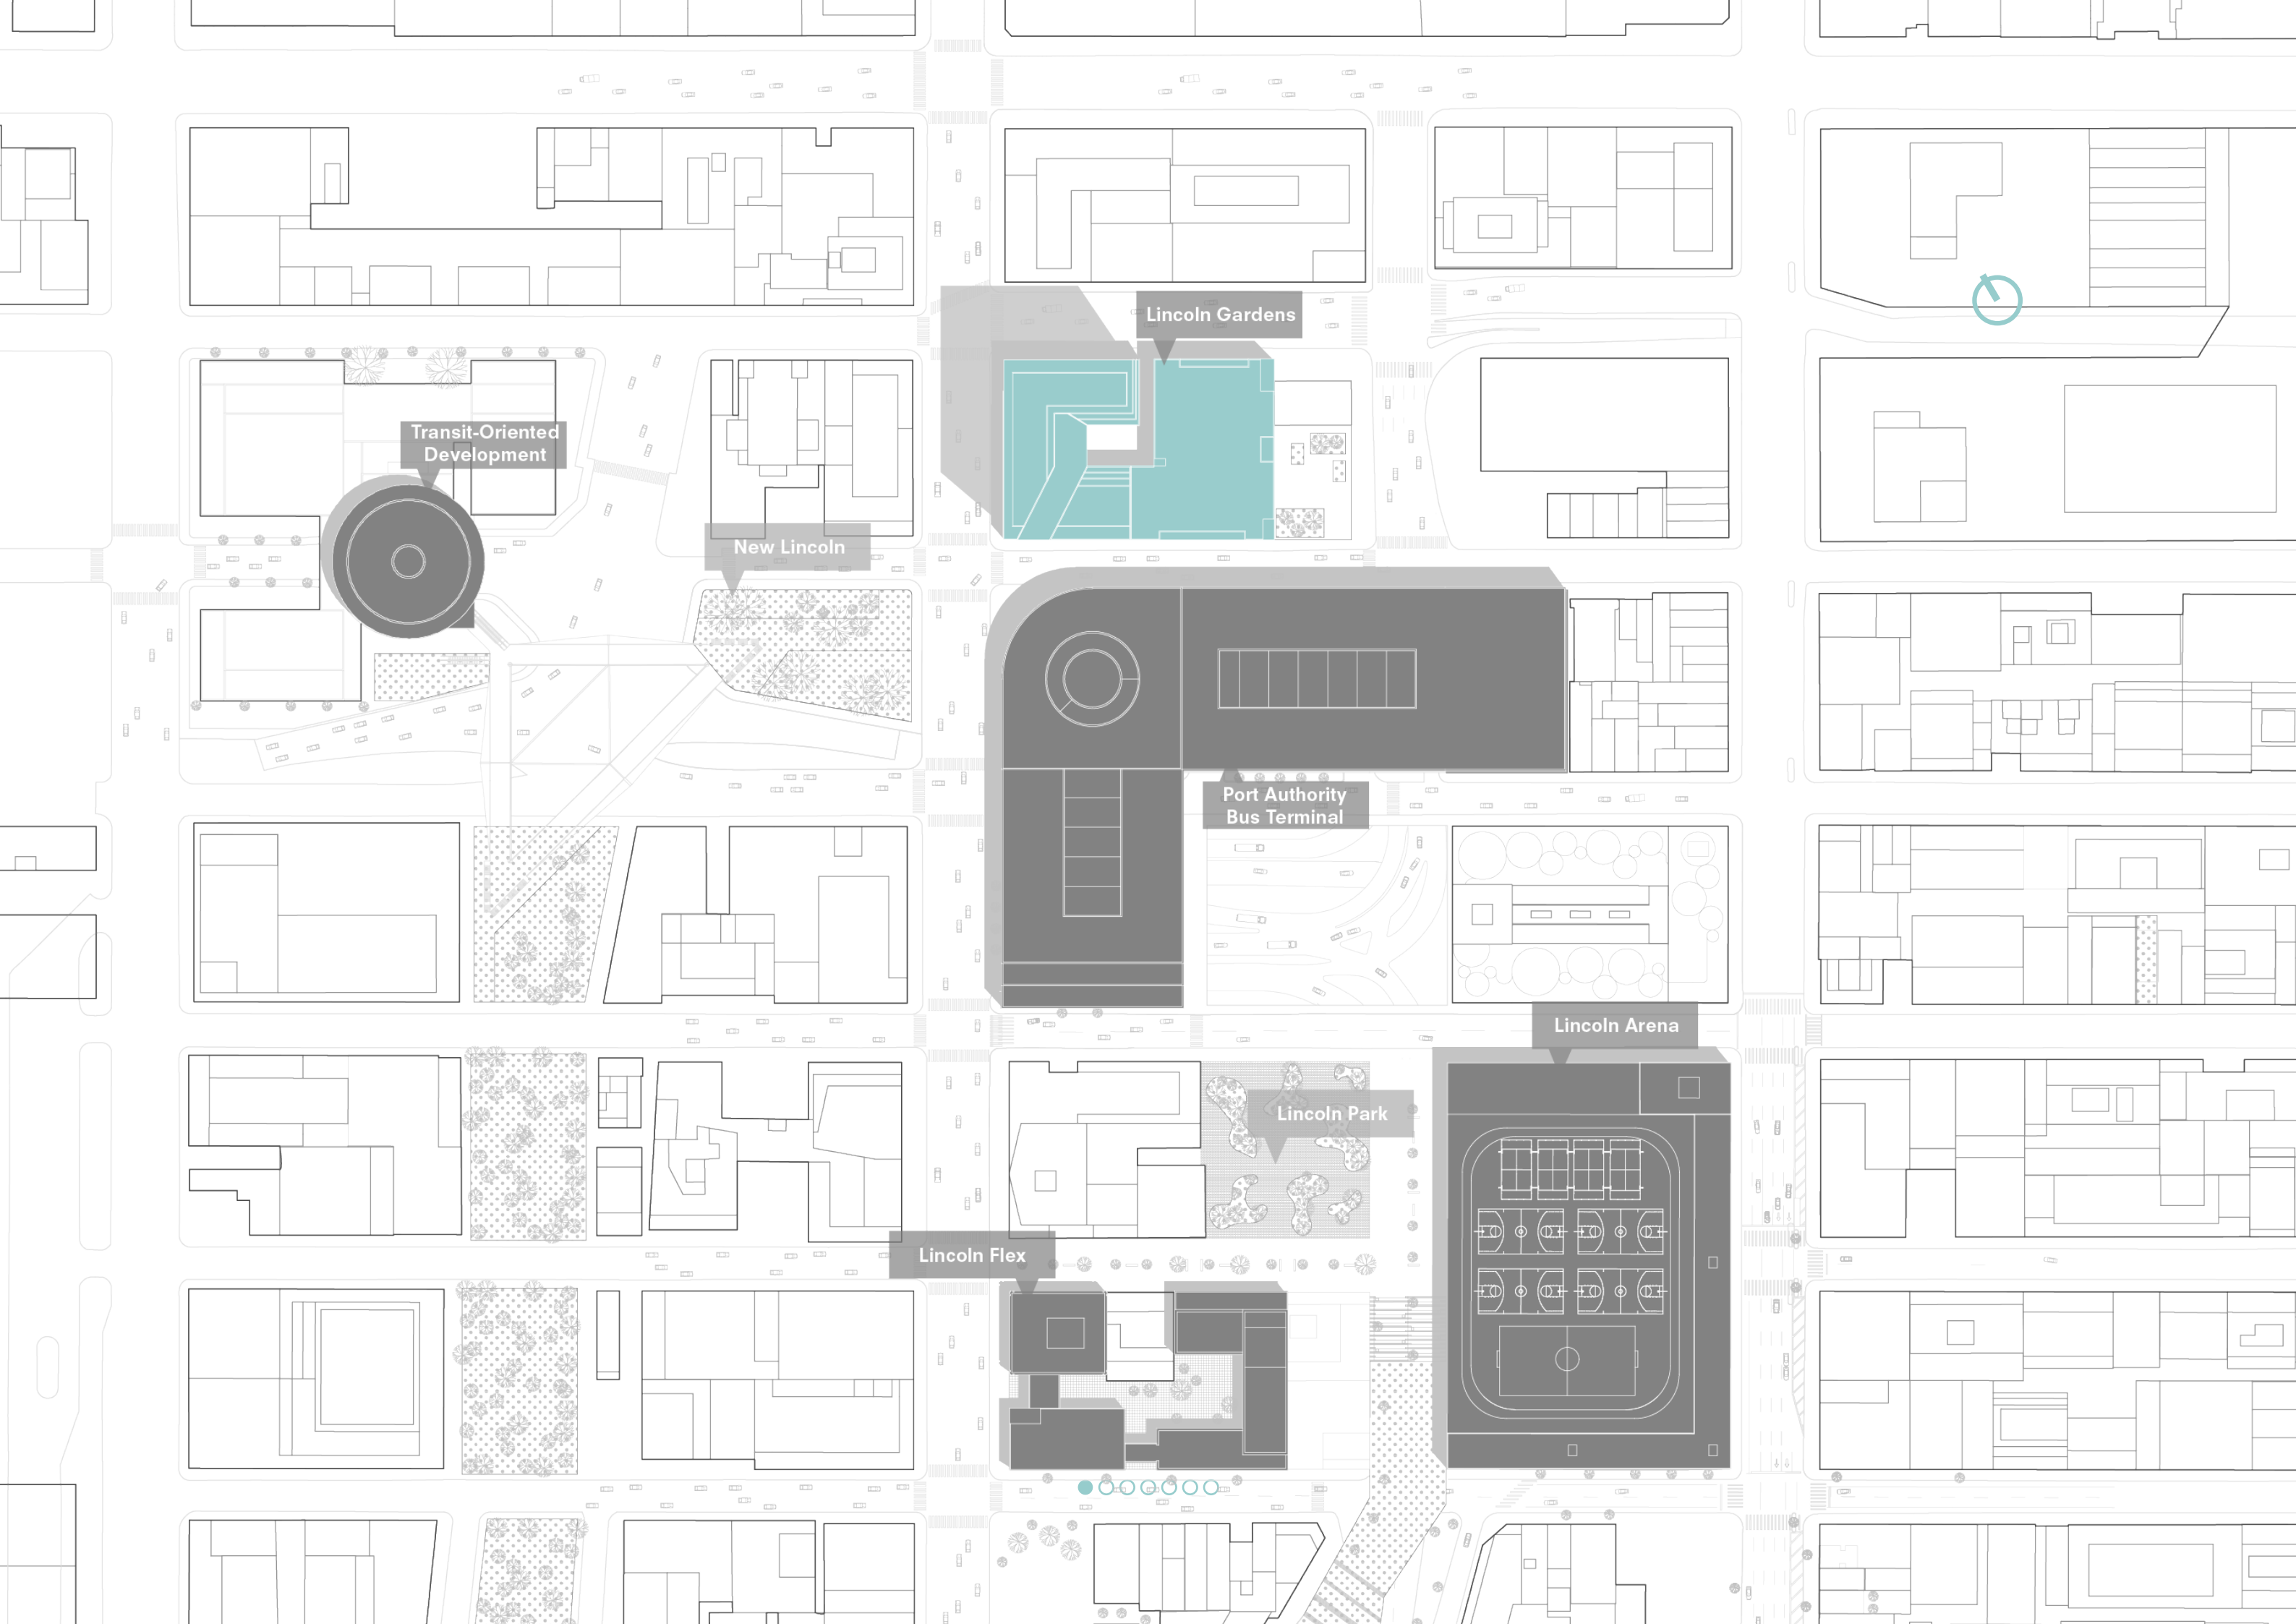 Lincoln Gardens
Transit-Oriented
Development
New Lincoln
Port Authority
Bus Terminal
Lincoln Arena
Lincoln Park
Lincoln Flex